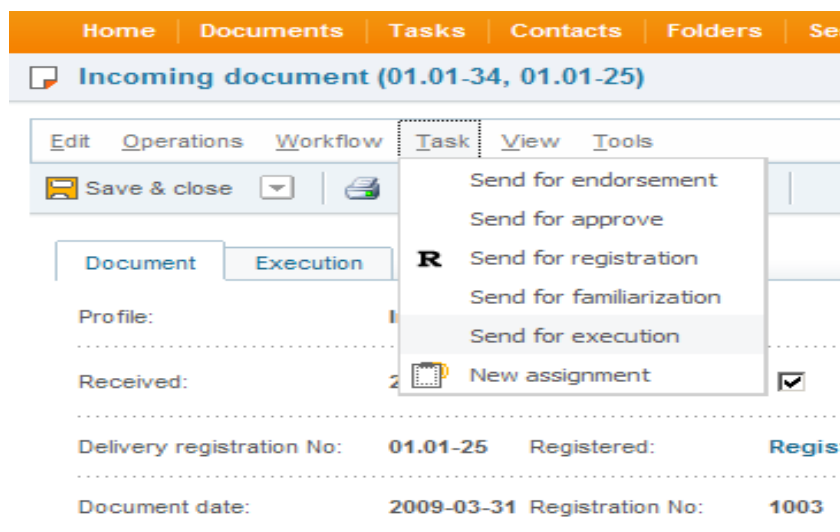 Home Documents Tasks Contacts Folders
Incoming document (01.01-34, 01.01-25)
Edit Operations Workflow Task View Tools
Save & close
Send for endorsement
Send for approve
R Send for registration
Send for familiarization
Send for execution
New assignment
Document Execution
Profile:
Received:
Delivery registration No: 01.01-25 Registered: Regis
Document date: 2009-03-31 Registration No: 1003